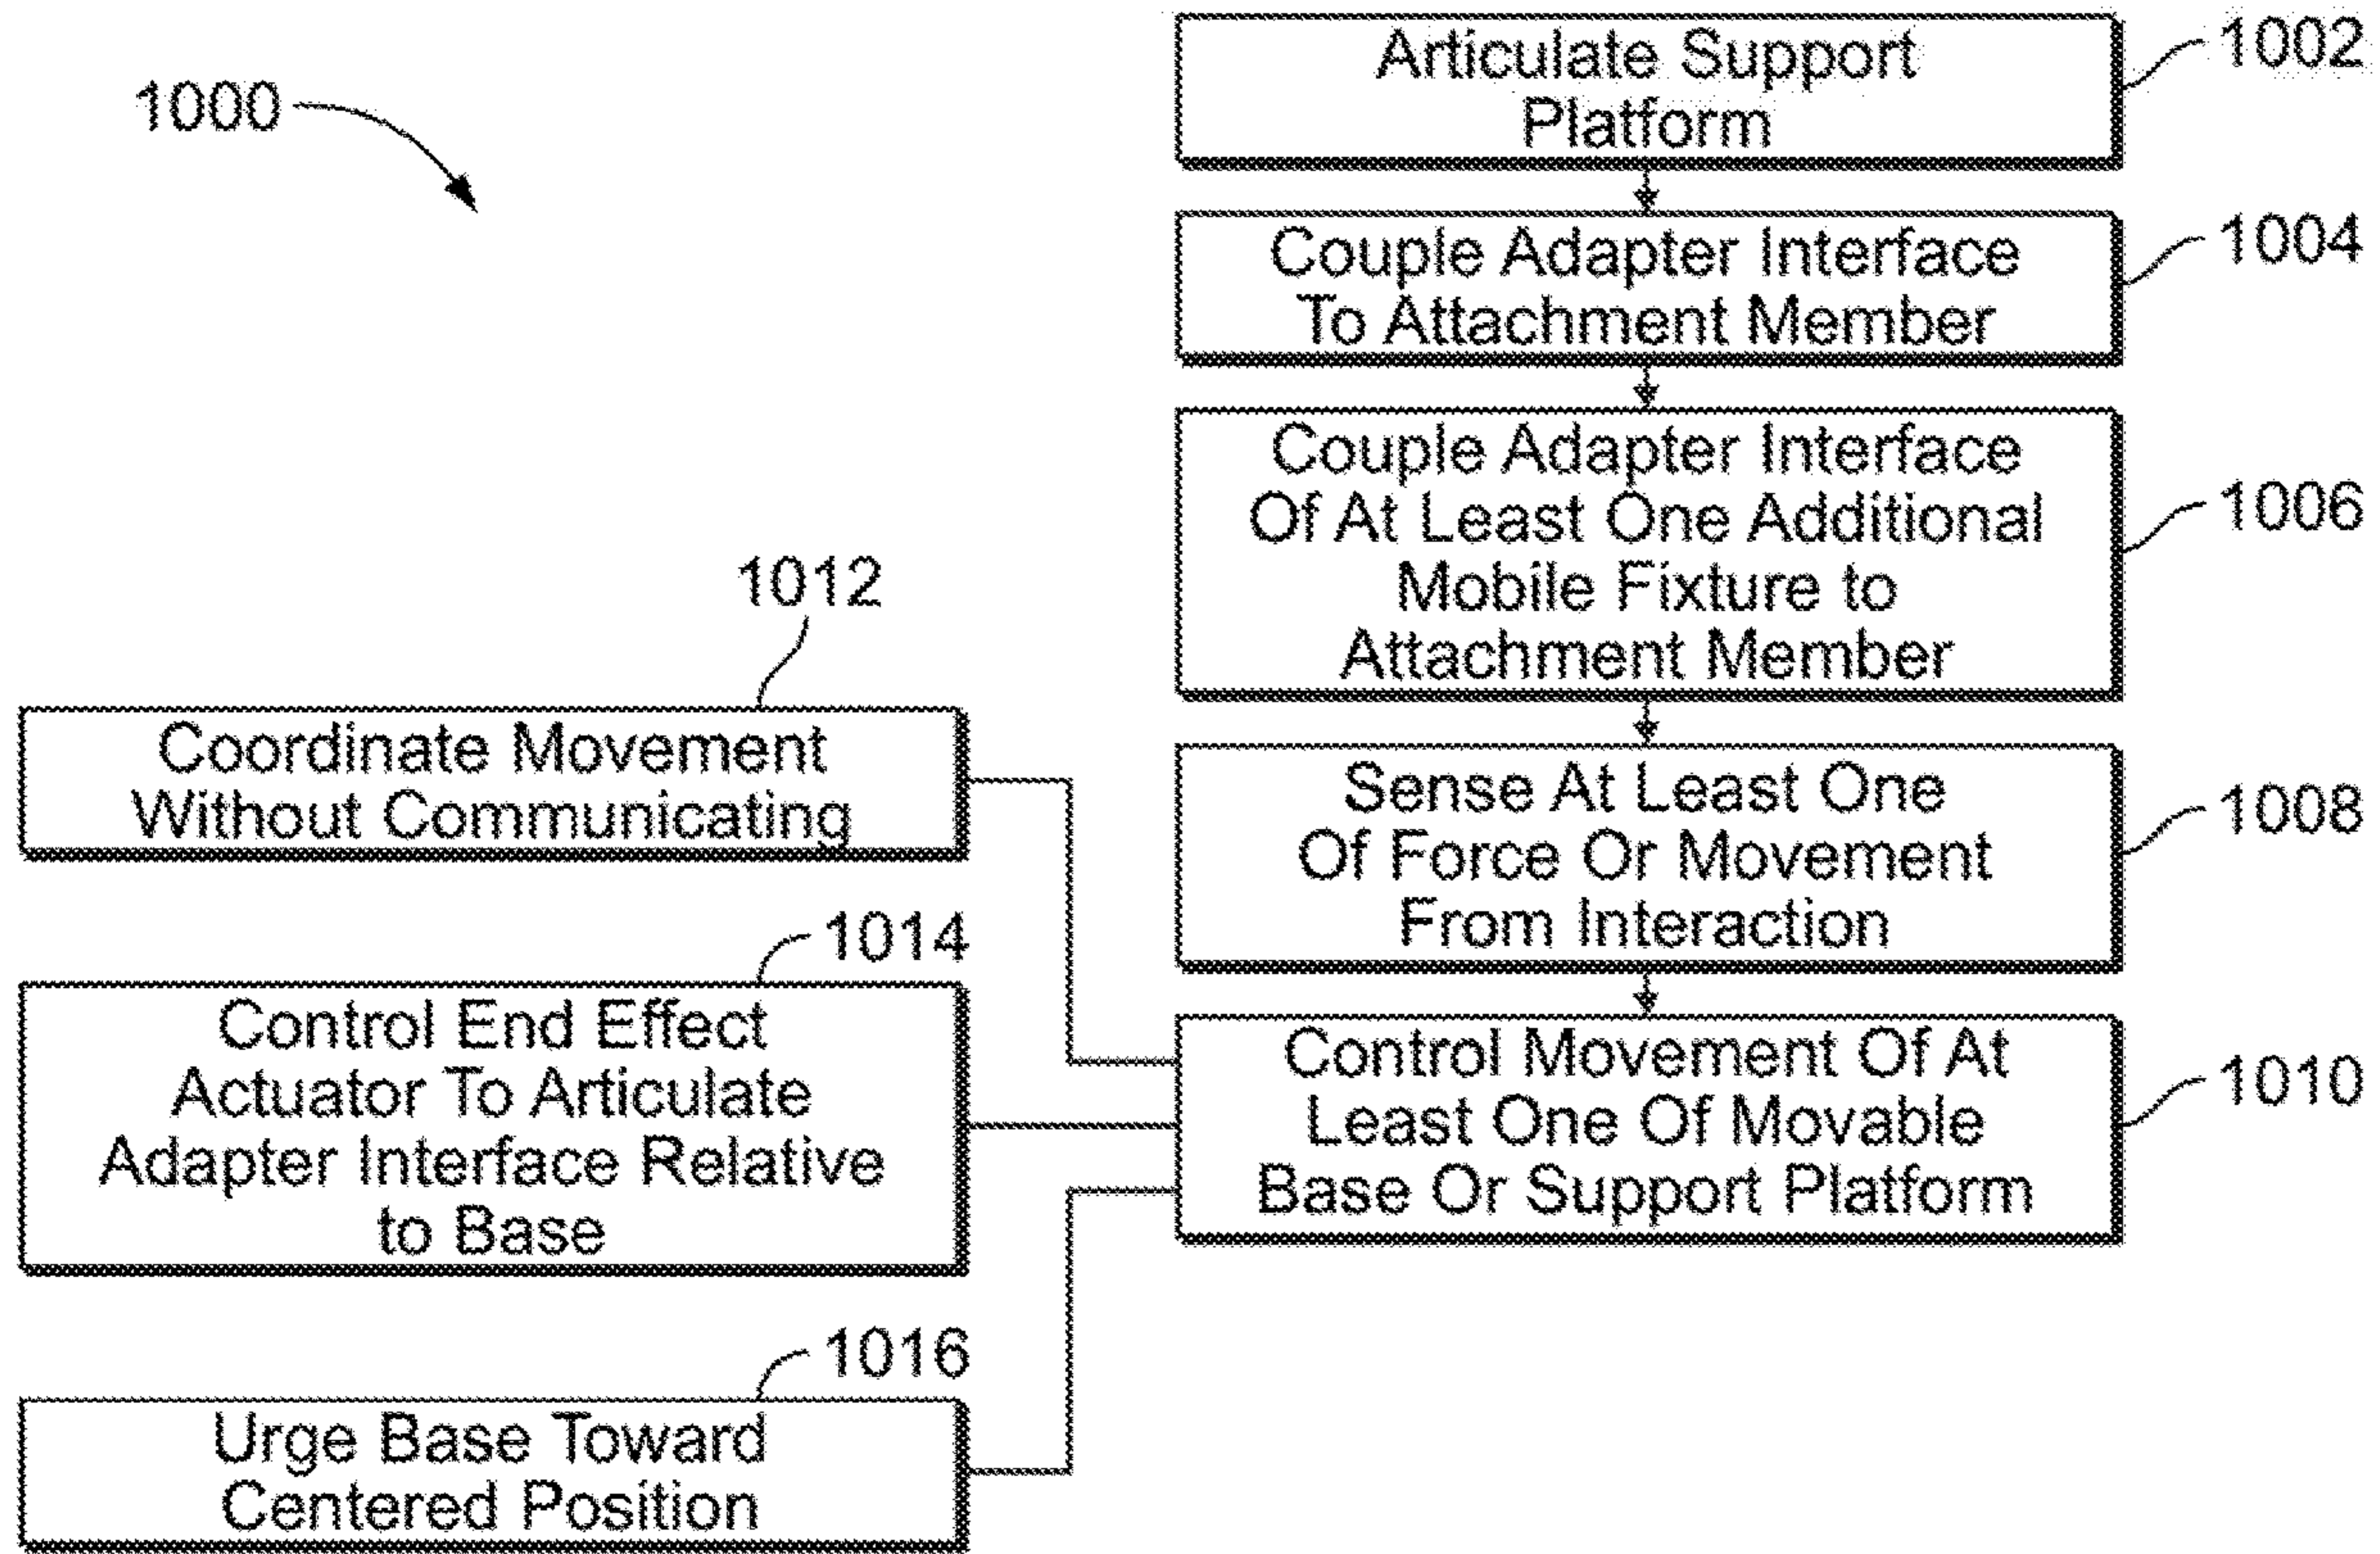 1000
Articulate Support
Platform
1002
Couple Adapter Interface
To Attachment Member
1004
Couple Adapter Interface
Of At Least One Additional
Mobile Fixture to
Attachment Member
1006
Sense At Least One
Of Force Or Movement
From Interaction
1008
Control Movement Of At
Least One Of Movable
Base Or Support Platform
1010
1012
Coordinate Movement
Without Communicating
1014
Control End Effect
Actuator To Articulate
Adapter Interface Relative
to Base
1016
Urge Base Toward
Centered Position